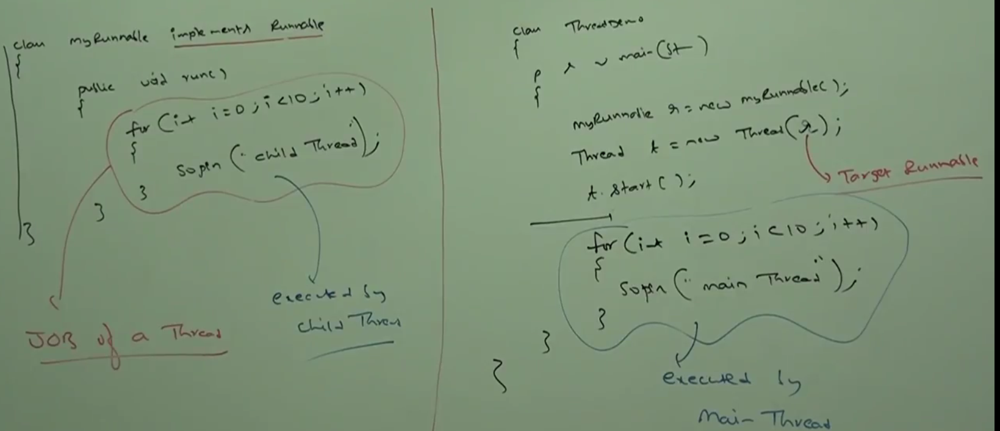 class myRunnable implements Runnable
{
public void run()
{
for (int i=0; i<10; i++)
{
sopln ("child Thread");
}
}
}
JOB of a Thread
executed by
child Thread
class ThreadDemo
{
p s v main(St—)
{
myRunnable r = new myRunnable();
Thread t = new Thread(r);
Target Runnable
t.start();
for (int i=0; i<10; i++)
{
sopln ("main Thread");
}
}
}
executed by
main Thread